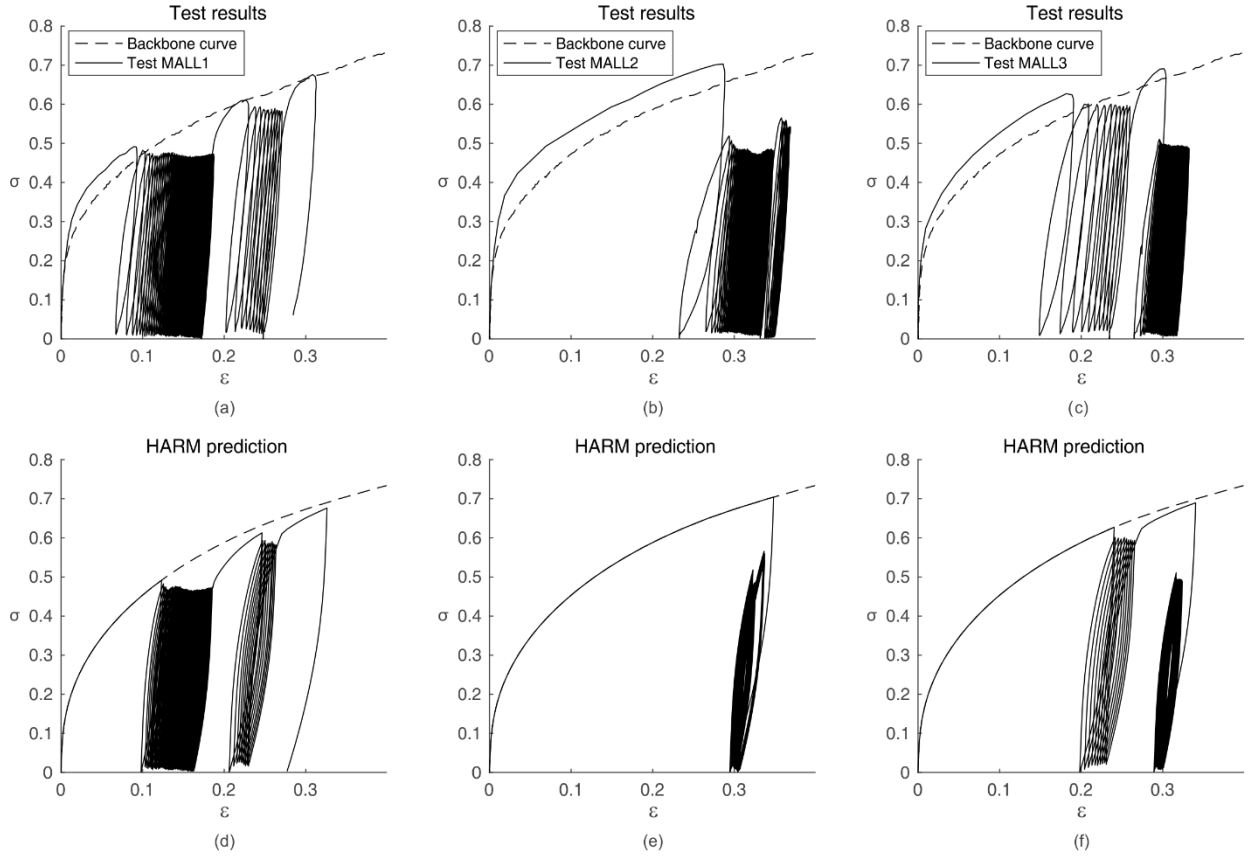 Test results
0.8
0.7
0.6
0.5
0.4
0.3
0.2
0.1
0
σ
Backbone curve
Test MALL1
0 0.1 0.2 0.3
ε
(a)
Test results
0.8
0.7
0.6
0.5
0.4
0.3
0.2
0.1
0
σ
Backbone curve
Test MALL2
0 0.1 0.2 0.3
ε
(b)
Test results
0.8
0.7
0.6
0.5
0.4
0.3
0.2
0.1
0
σ
Backbone curve
Test MALL3
0 0.1 0.2 0.3
ε
(c)
HARM prediction
0.8
0.7
0.6
0.5
0.4
0.3
0.2
0.1
0
σ
0 0.1 0.2 0.3
ε
(d)
HARM prediction
0.8
0.7
0.6
0.5
0.4
0.3
0.2
0.1
0
σ
0 0.1 0.2 0.3
ε
(e)
HARM prediction
0.8
0.7
0.6
0.5
0.4
0.3
0.2
0.1
0
σ
0 0.1 0.2 0.3
ε
(f)